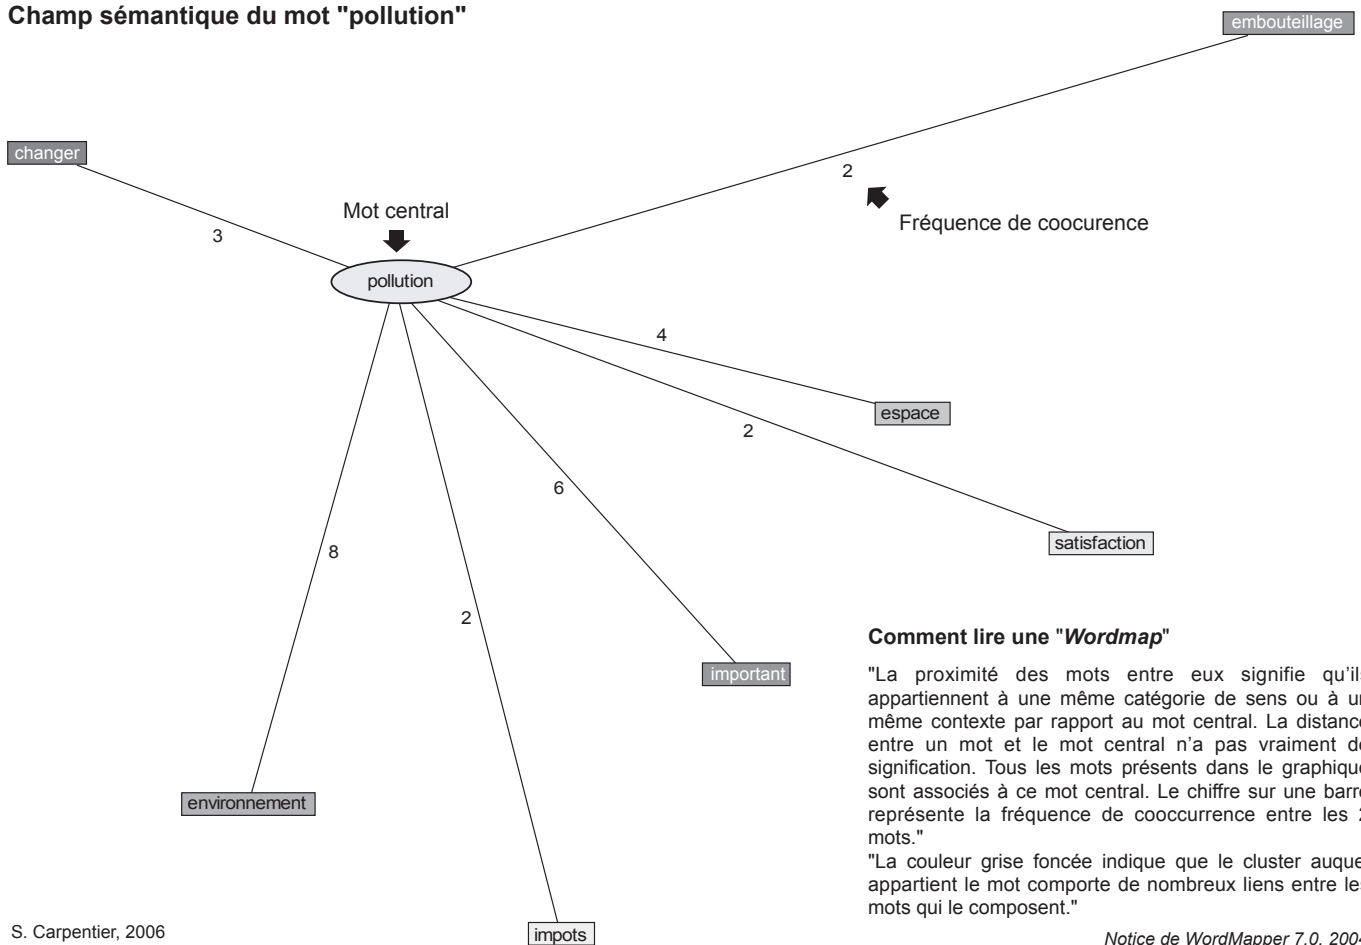 Champ sémantique du mot "pollution"
embouteillage
changer
2
Mot central
Fréquence de coocurence
3
pollution
4
espace
2
6
satisfaction
8
2
Comment lire une "Wordmap"
important
"La proximité des mots entre eux signifie qu'ils
appartiennent à une même catégorie de sens ou à un
même contexte par rapport au mot central. La distance
entre un mot et le mot central n'a pas vraiment de
signification. Tous les mots présents dans le graphique
sont associés à ce mot central. Le chiffre sur une barre
représente la fréquence de cooccurrence entre les 2
mots."
"La couleur grise foncée indique que le cluster auquel
appartient le mot comporte de nombreux liens entre les
mots qui le composent."
environnement
S. Carpentier, 2006
impots
Notice de WordMapper 7.0, 2004